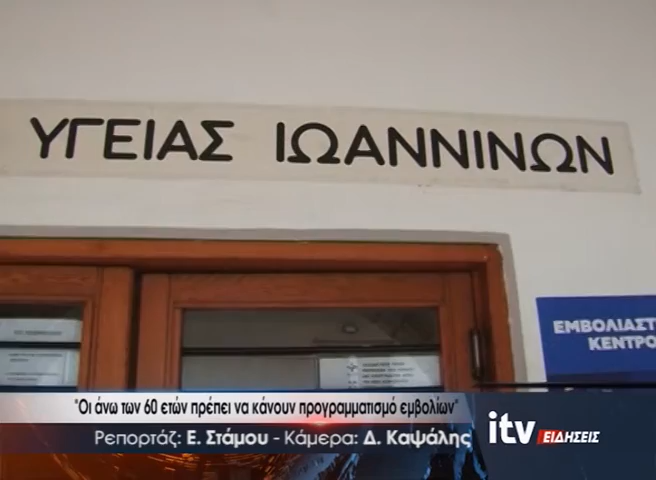 ΥΓΕΙΑΣ ΙΩΑΝΝΙΝΩΝ
ΕΜΒΟΛΙΑΣΤ
ΚΕΝΤΡΟ
"Οι άνω των 60 ετών πρέπει να κάνουν προγραμματισμό εμβολίων"
Ρεπορτάζ: Ε. Στάμου - Κάμερα: Δ. Καψάλης
itv ΕΙΔΗΣΕΙΣ